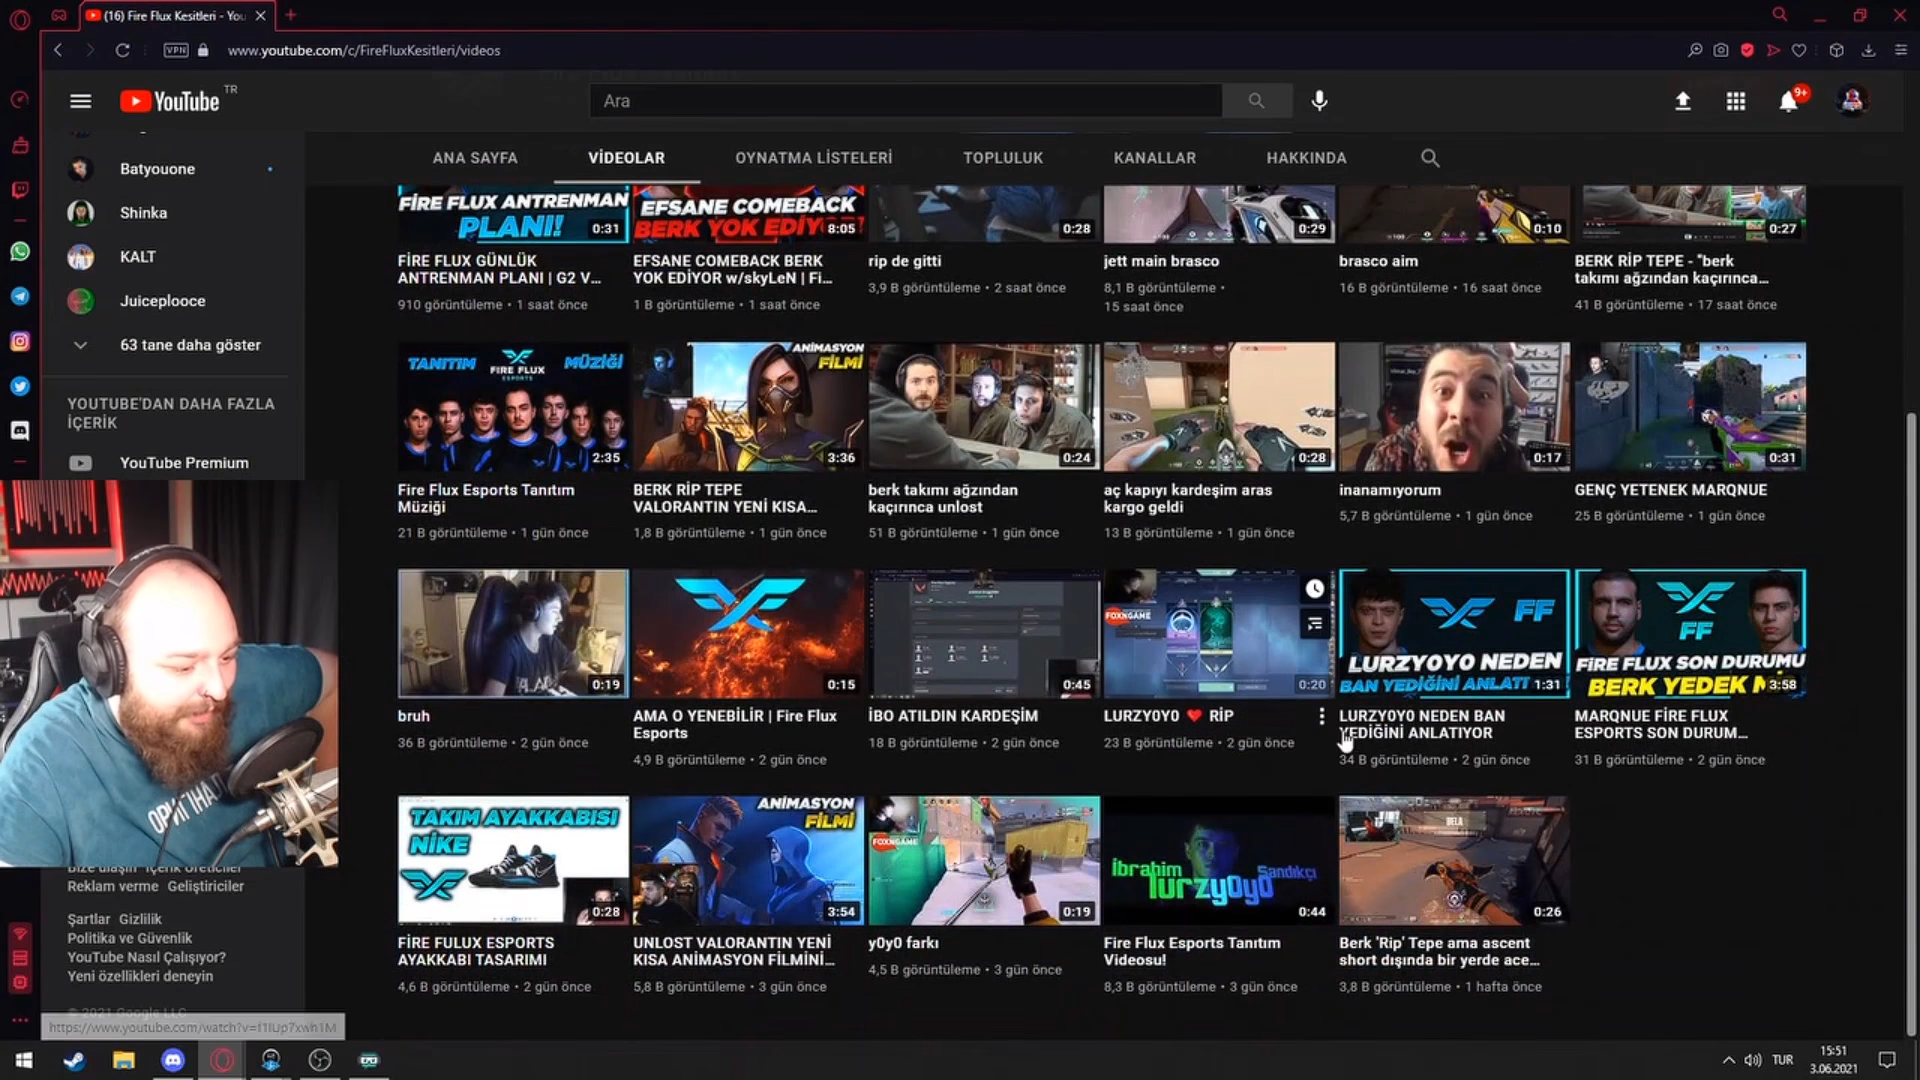 (16) Fire Flux Kesitleri - You
VPN
www.youtube.com/c/FireFluxKesitleri/videos
YouTube TR
Ara
9+
Batyouone
Shinka
KALT
Juiceplooce
63 tane daha göster
YOUTUBE'DAN DAHA FAZLA
İÇERİK
YouTube Premium
ANA SAYFA
VİDEOLAR
OYNATMA LİSTELERİ
TOPLULUK
KANALLAR
HAKKINDA
FİRE FLUX ANTRENMAN
PLANI!
0:31
EFSANE COMEBACK
BERK YOK EDİY
8:05
0:28
0:29
0:10
0:27
FİRE FLUX GÜNLÜK
ANTRENMAN PLANI | G2 V...
910 görüntüleme • 1 saat önce
EFSANE COMEBACK BERK
YOK EDİYOR w/skyLeN | Fi...
1 B görüntüleme • 1 saat önce
rip de gitti
3,9 B görüntüleme • 2 saat önce
jett main brasco
8,1 B görüntüleme •
15 saat önce
brasco aim
16 B görüntüleme • 16 saat önce
BERK RİP TEPE - "berk
takımı ağzından kaçırınca...
41 B görüntüleme • 17 saat önce
TANITIM
FIRE FLUX
ESPORTS
MÜZİĞİ
2:35
ANİMASYON
FİLMİ
3:36
0:24
0:28
0:17
0:31
Fire Flux Esports Tanıtım
Müziği
21 B görüntüleme • 1 gün önce
BERK RİP TEPE
VALORANTIN YENİ KISA...
1,8 B görüntüleme • 1 gün önce
berk takımı ağzından
kaçırınca unlost
51 B görüntüleme • 1 gün önce
aç kapıyı kardeşim aras
kargo geldi
13 B görüntüleme • 1 gün önce
inanamıyorum
5,7 B görüntüleme • 1 gün önce
GENÇ YETENEK MARQNUE
25 B görüntüleme • 1 gün önce
0:19
0:15
0:45
FOXNGAME
0:20
FF
LURZY0Y0 NEDEN
BAN YEDİĞİNİ ANLATI
1:31
FF
FİRE FLUX SON DURUMU
BERK YEDEK M
3:58
bruh
36 B görüntüleme • 2 gün önce
AMA O YENEBİLİR | Fire Flux
Esports
4,9 B görüntüleme • 2 gün önce
İBO ATILDIN KARDEŞİM
18 B görüntüleme • 2 gün önce
LURZY0Y0 ❤ RİP
23 B görüntüleme • 2 gün önce
LURZY0Y0 NEDEN BAN
YEDİĞİNİ ANLATIYOR
34 B görüntüleme • 2 gün önce
MARQNUE FİRE FLUX
ESPORTS SON DURUM...
31 B görüntüleme • 2 gün önce
TAKIM AYAKKABISI
NİKE
0:28
ANİMASYON
FİLMİ
3:54
FOXNGAME
0:19
ibrahim
Sandıkçı
lurzy0y0
0:44
BELA
0:26
FİRE FULUX ESPORTS
AYAKKABI TASARIMI
4,6 B görüntüleme • 2 gün önce
UNLOST VALORANTIN YENİ
KISA ANİMASYON FİLMİNİ...
5,8 B görüntüleme • 3 gün önce
y0y0 farkı
4,5 B görüntüleme • 3 gün önce
Fire Flux Esports Tanıtım
Videosu!
8,3 B görüntüleme • 3 gün önce
Berk 'Rip' Tepe ama ascent
short dışında bir yerde ace...
3,8 B görüntüleme • 1 hafta önce
ОРИГІНА
Bize ulaşın İçerik Üreticiler
Reklam verme Geliştiriciler
Şartlar Gizlilik
Politika ve Güvenlik
YouTube Nasıl Çalışıyor?
Yeni özellikleri deneyin
© 2021 Google LLC
TUR
15:51
3.06.2021